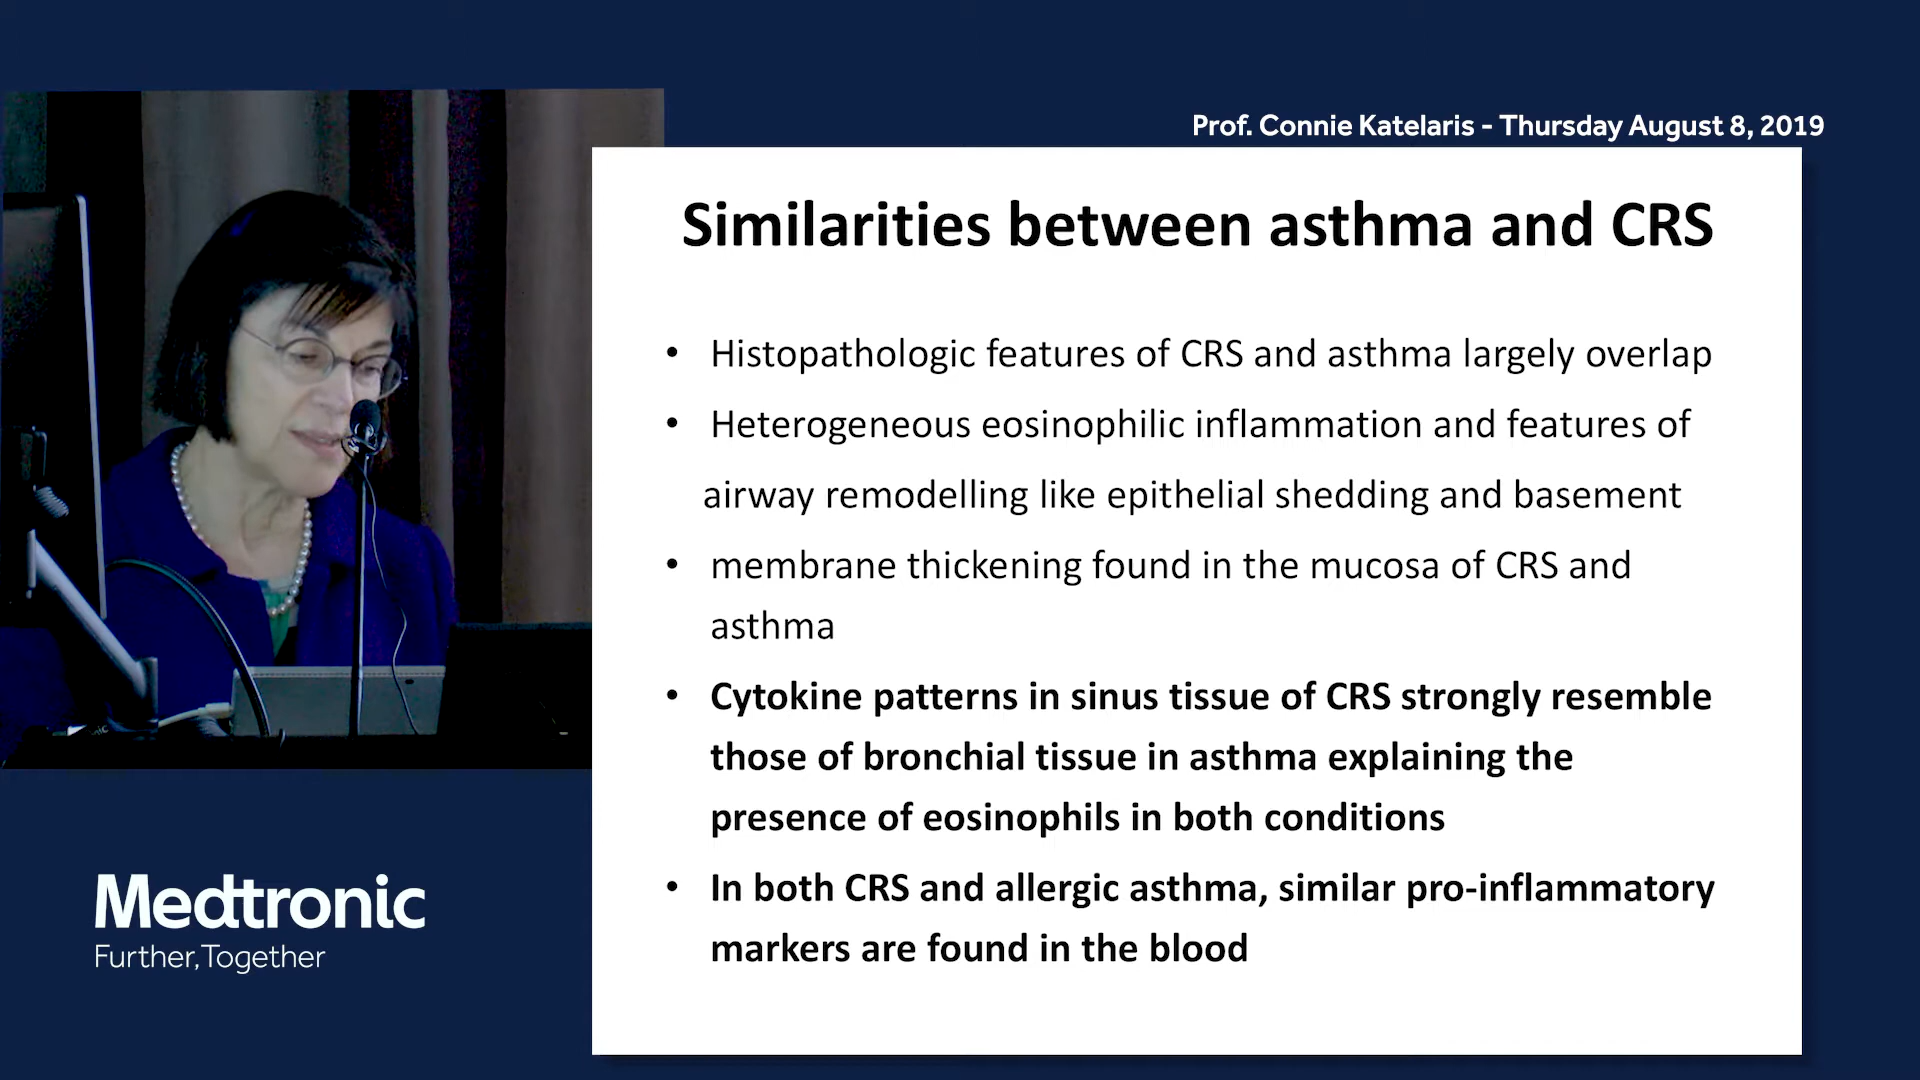 Prof. Connie Katelaris - Thursday August 8, 2019
Similarities between asthma and CRS
• Histopathologic features of CRS and asthma largely overlap
• Heterogeneous eosinophilic inflammation and features of
airway remodelling like epithelial shedding and basement
• membrane thickening found in the mucosa of CRS and
asthma
• Cytokine patterns in sinus tissue of CRS strongly resemble
those of bronchial tissue in asthma explaining the
presence of eosinophils in both conditions
• In both CRS and allergic asthma, similar pro-inflammatory
markers are found in the blood
Medtronic
Further, Together